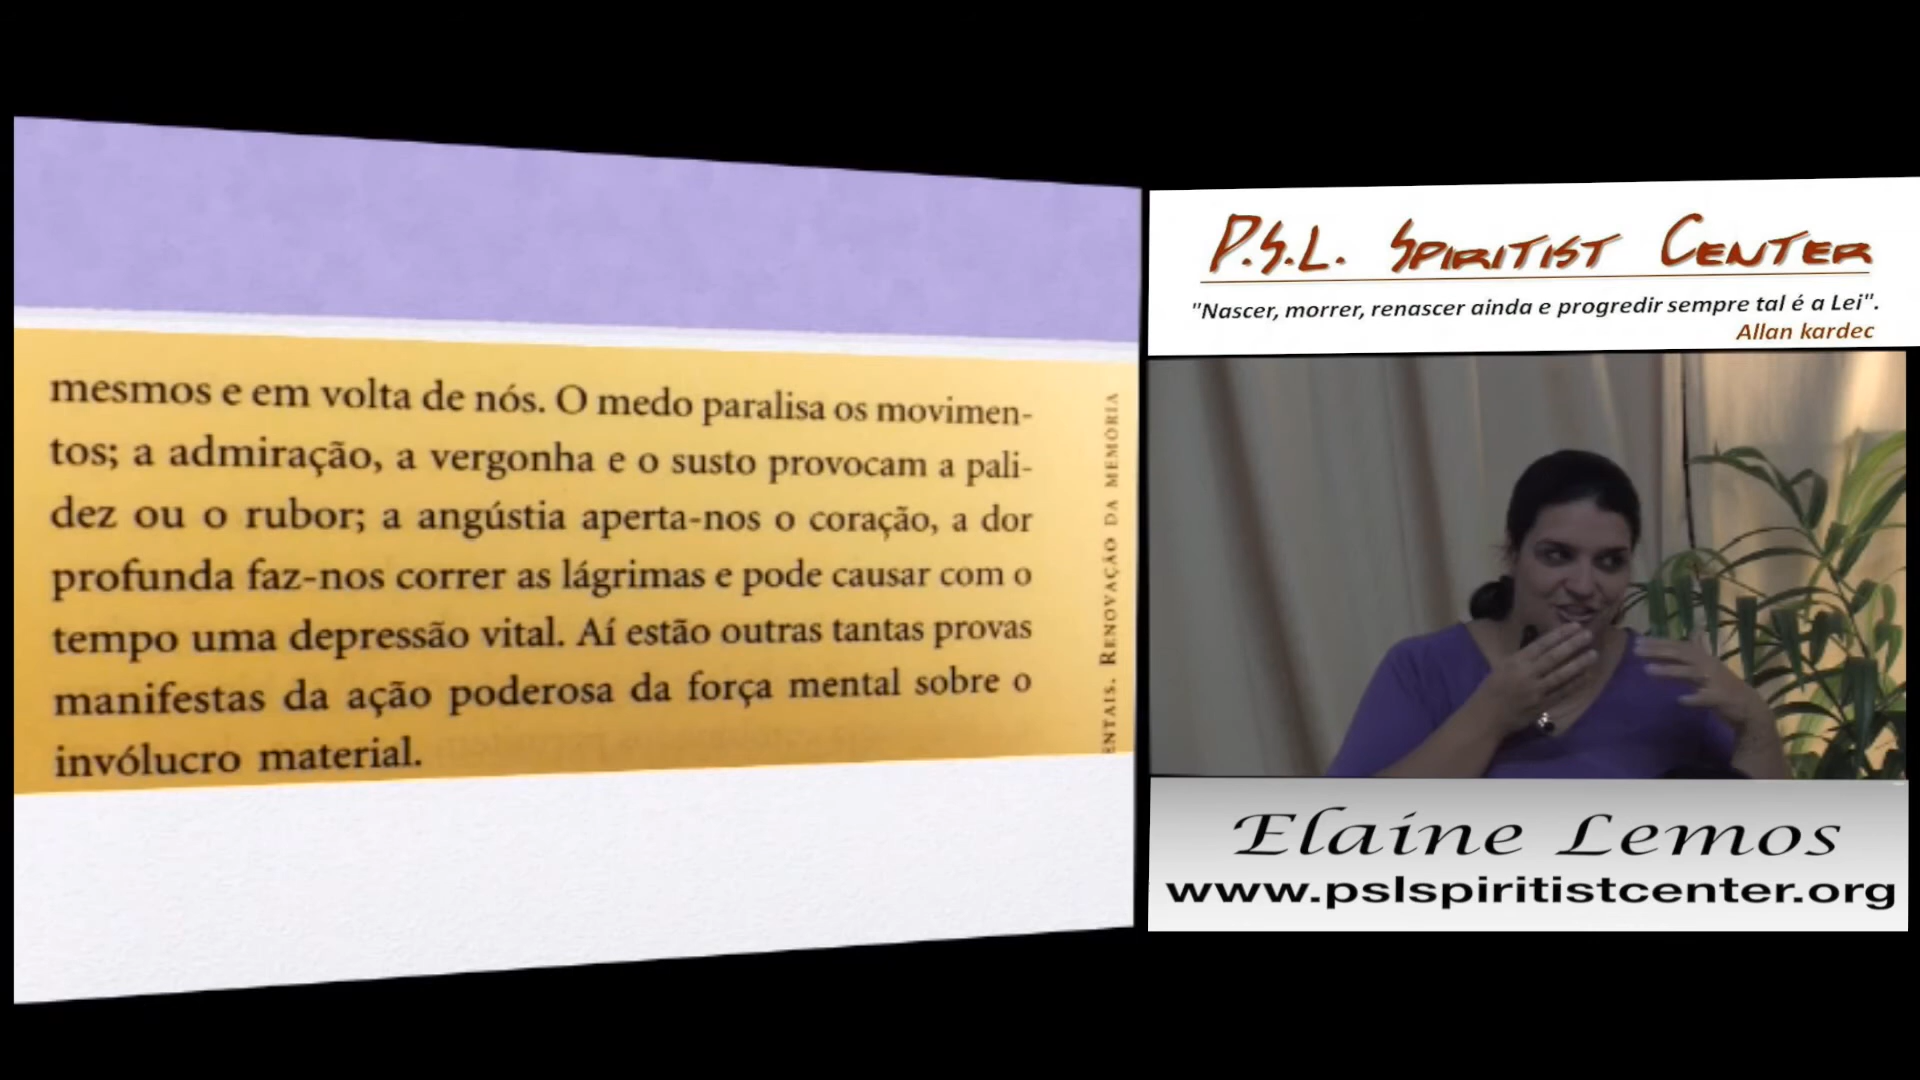 mesmos e em volta de nós. O medo paralisa os movimen-
tos; a admiração, a vergonha e o susto provocam a pali-
dez ou o rubor; a angústia aperta-nos o coração, a dor
profunda faz-nos correr as lágrimas e pode causar com o
tempo uma depressão vital. Aí estão outras tantas provas
manifestas da ação poderosa da força mental sobre o
invólucro material.
ENTAIS. RENOVAÇÃO DA MEMÓRIA
P.S.L. SPIRITIST CENTER
"Nascer, morrer, renascer ainda e progredir sempre tal é a Lei".
Allan kardec
Elaine Lemos
www.pslspiritistcenter.org